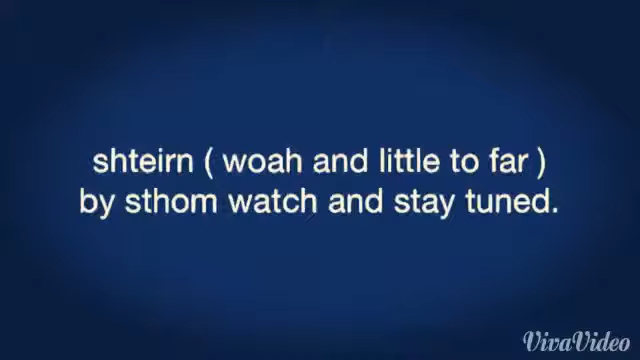 shteirn ( woah and little to far )
by sthom watch and stay tuned.
VivaVideo